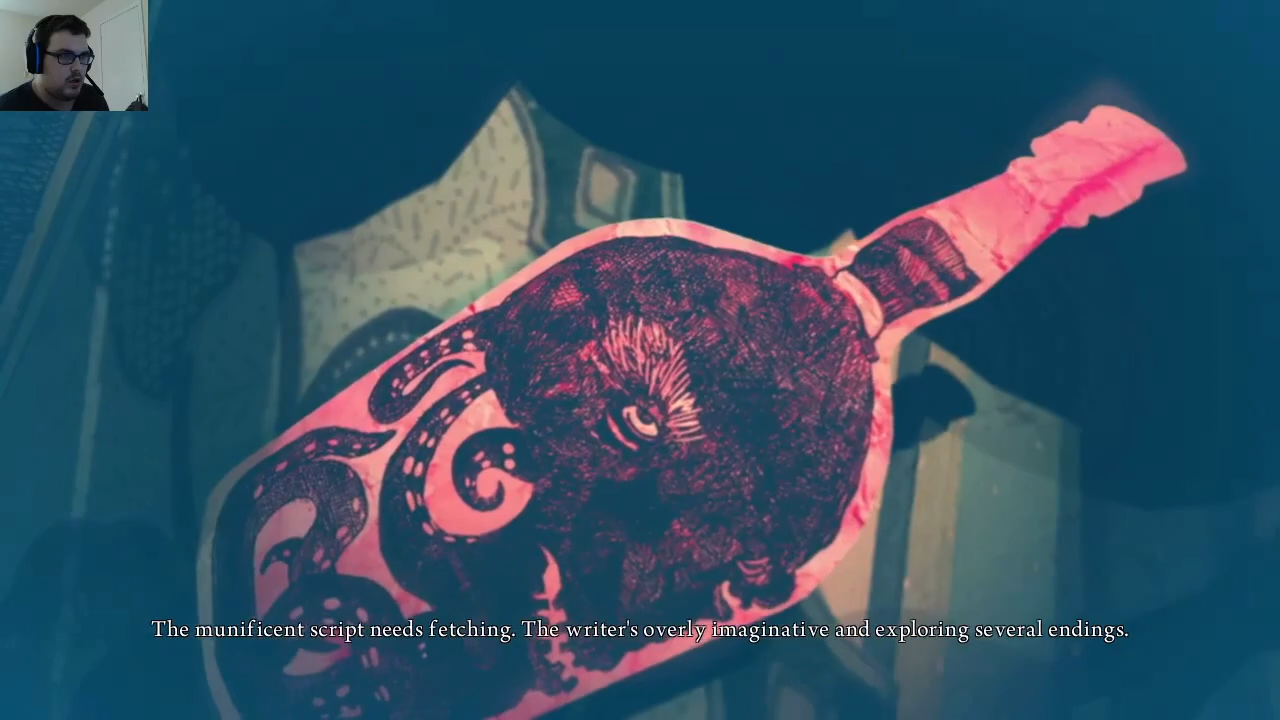 The munificent script needs fetching. The writer's overly imaginative and exploring several endings.